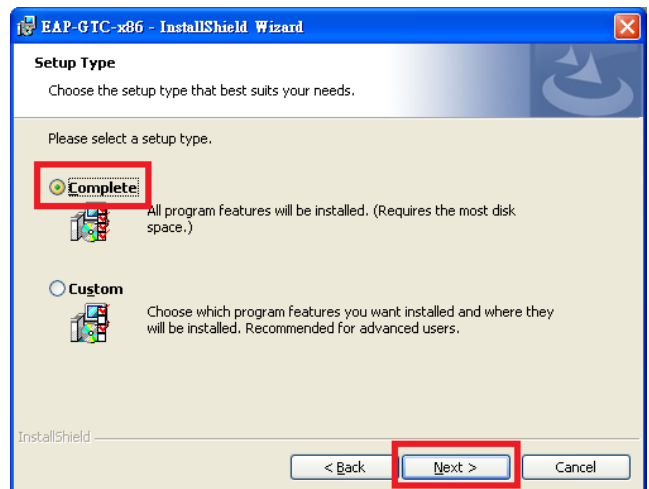 EAP-GTC-x86 - InstallShield Wizard
Setup Type
Choose the setup type that best suits your needs.
Please select a setup type.
Complete
All program features will be installed. (Requires the most disk
space.)
Custom
Choose which program features you want installed and where they
will be installed. Recommended for advanced users.
InstallShield
< Back Next > Cancel